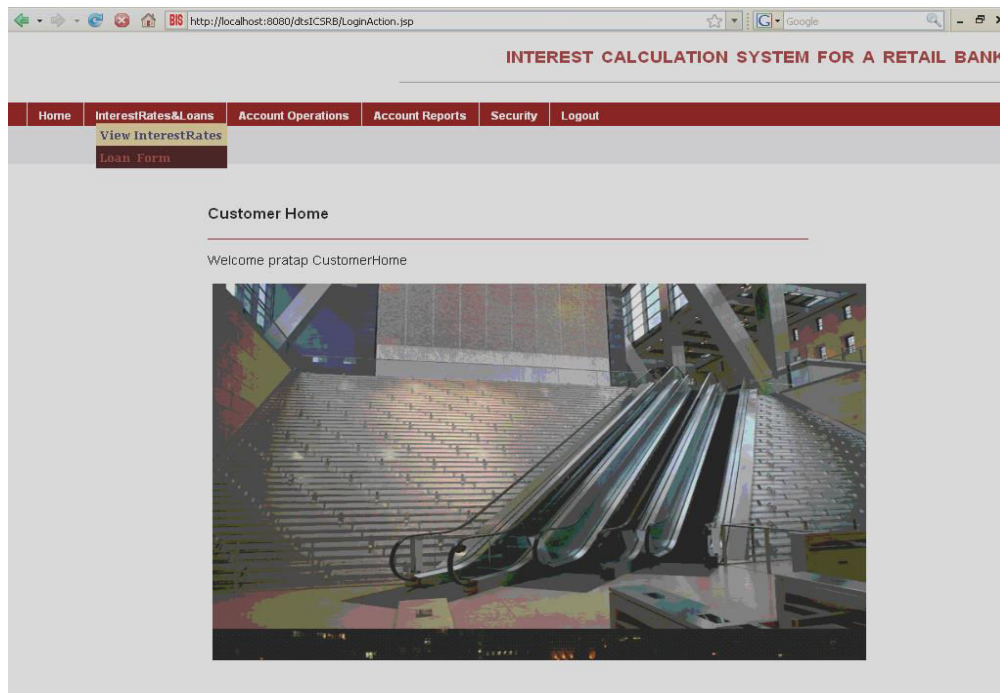 BIS http://localhost:8080/dtsICSRB/LoginAction.jsp G Google
INTEREST CALCULATION SYSTEM FOR A RETAIL BANK
Home InterestRates&Loans Account Operations Account Reports Security Logout
View InterestRates
Loan Form
Customer Home
Welcome pratap CustomerHome